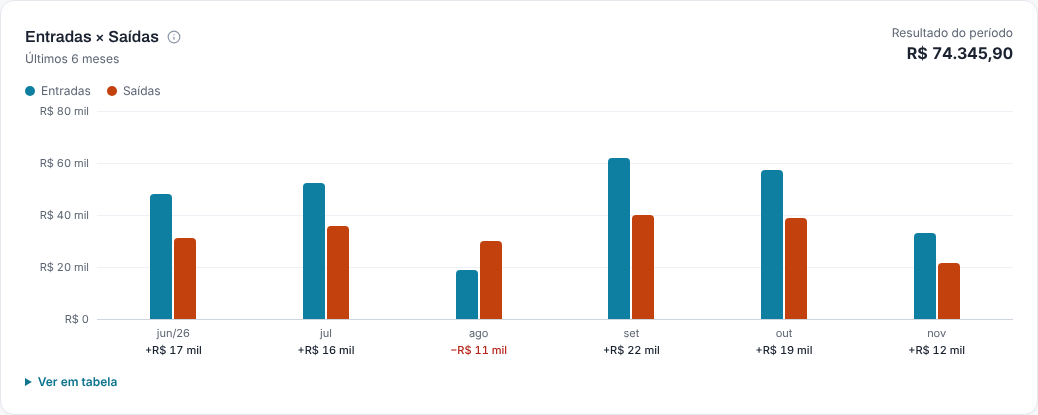 Entradas × Saídas
Últimos 6 meses
Resultado do período
R$ 74.345,90
Entradas
Saídas
R$ 80 mil
R$ 60 mil
R$ 40 mil
R$ 20 mil
R$ 0
jun/26 jul ago set out nov
+R$ 17 mil +R$ 16 mil −R$ 11 mil +R$ 22 mil +R$ 19 mil +R$ 12 mil
Ver em tabela